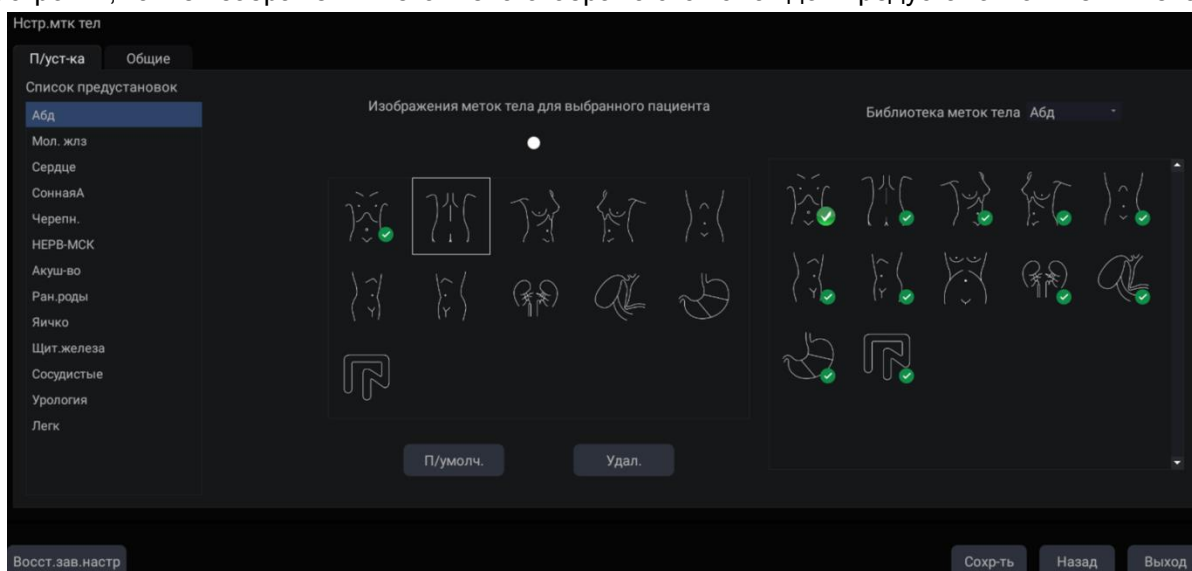 Нстр.мтк тел
П/уст-ка Общие
Список предустановок
Абд
Мол. жлз
Сердце
СоннаяА
Черепн.
НЕРВ-МСК
Акуш-во
Ран.роды
Яичко
Щит.железа
Сосудистые
Урология
Легк
Изображения меток тела для выбранного пациента
П/умолч. Удал.
Библиотека меток тела Абд
Восст.зав.настр Сохр-ть Назад Выход